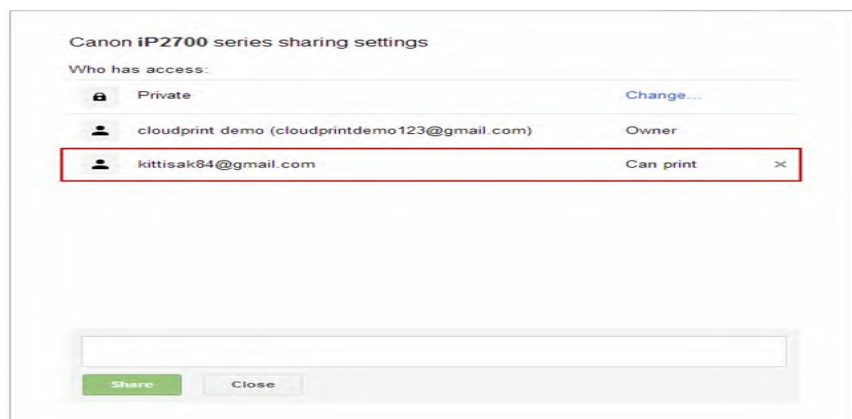 Canon iP2700 series sharing settings
Who has access:
Private Change...
cloudprint demo (cloudprintdemo123@gmail.com) Owner
kittisak84@gmail.com Can print ×
Share Close